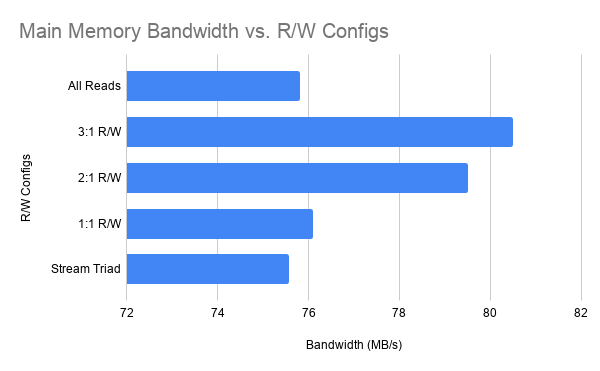 Main Memory Bandwidth vs. R/W Configs
R/W Configs
All Reads
3:1 R/W
2:1 R/W
1:1 R/W
Stream Triad
72 74 76 78 80 82
Bandwidth (MB/s)